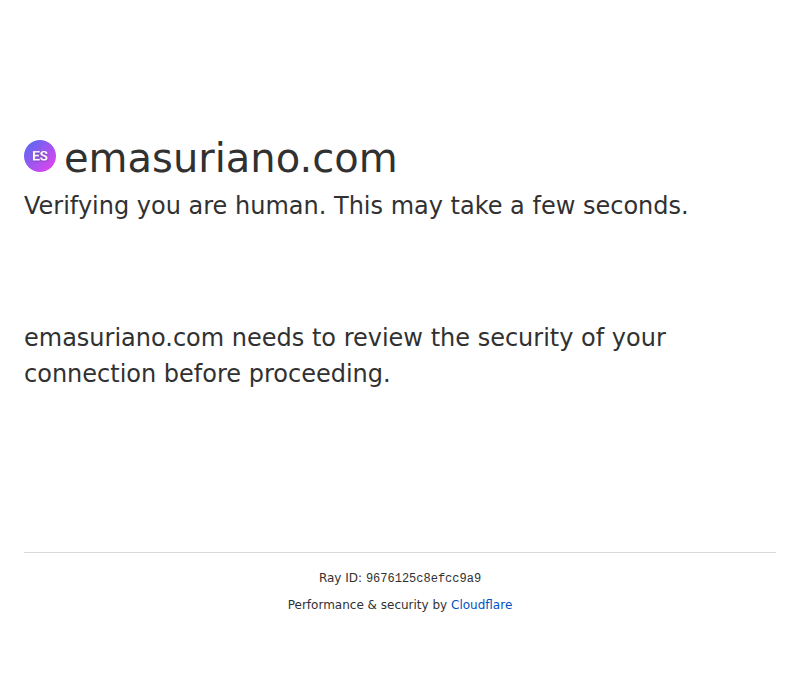 ES emasuriano.com
Verifying you are human. This may take a few seconds.
emasuriano.com needs to review the security of your
connection before proceeding.
Ray ID: 9676125c8efcc9a9
Performance & security by Cloudflare